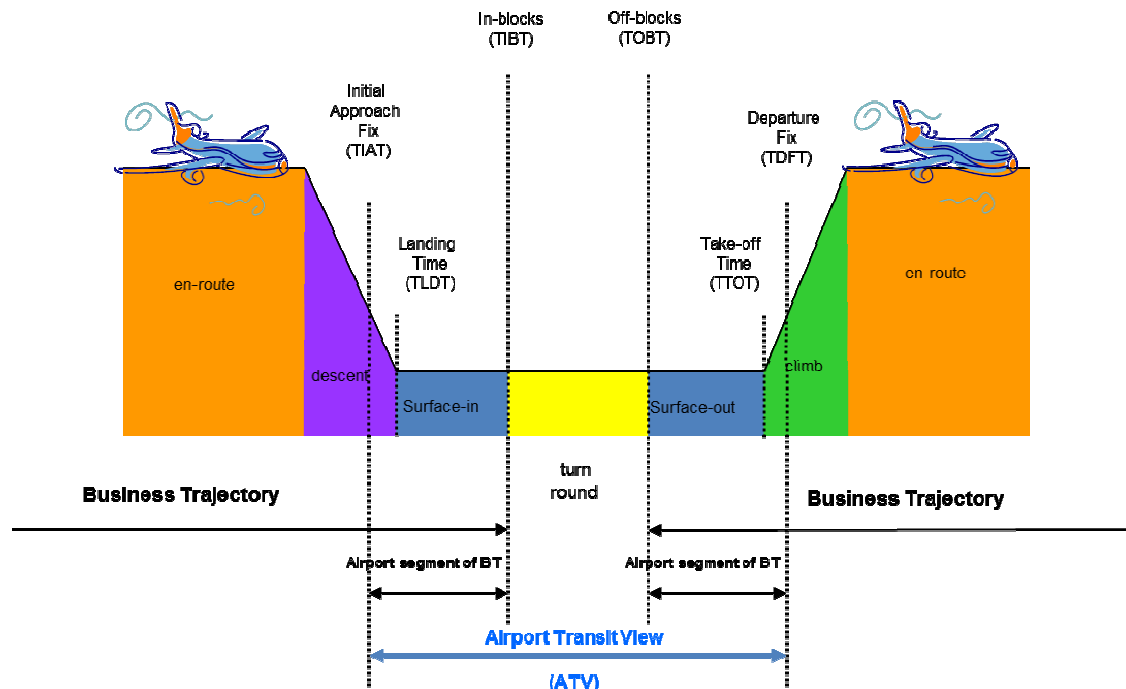 In-blocks
(TIBT)
Off-blocks
(TOBT)
Initial
Approach
Fix
(TIAT)
Departure
Fix
(TDFT)
Landing
Time
(TLDT)
Take-off
Time
(TTOT)
en-route
en-route
descent
climb
Surface-in
Surface-out
turn
round
Business Trajectory
Business Trajectory
Airport segment of BT
Airport segment of BT
Airport Transit View
(ATV)